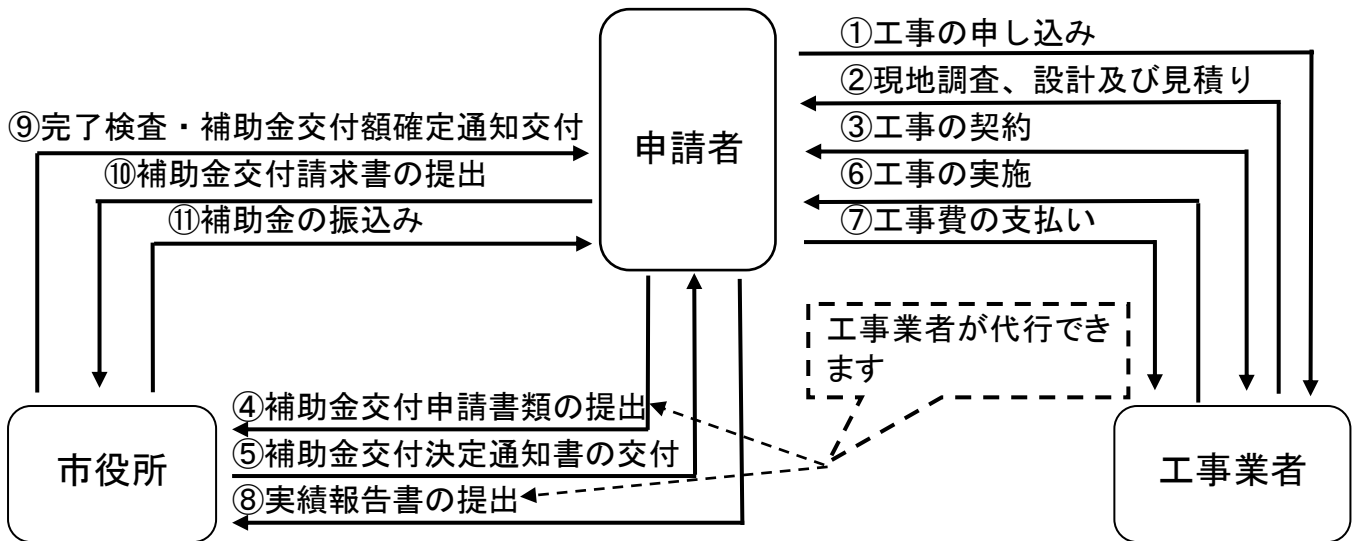 ①工事の申し込み
②現地調査、設計及び見積り
⑨完了検査・補助金交付額確定通知交付
③工事の契約
申請者
⑩補助金交付請求書の提出
⑥工事の実施
⑪補助金の振込み
⑦工事費の支払い
工事業者が代行でき
ます
④補助金交付申請書類の提出
⑤補助金交付決定通知書の交付
市役所
工事業者
⑧実績報告書の提出